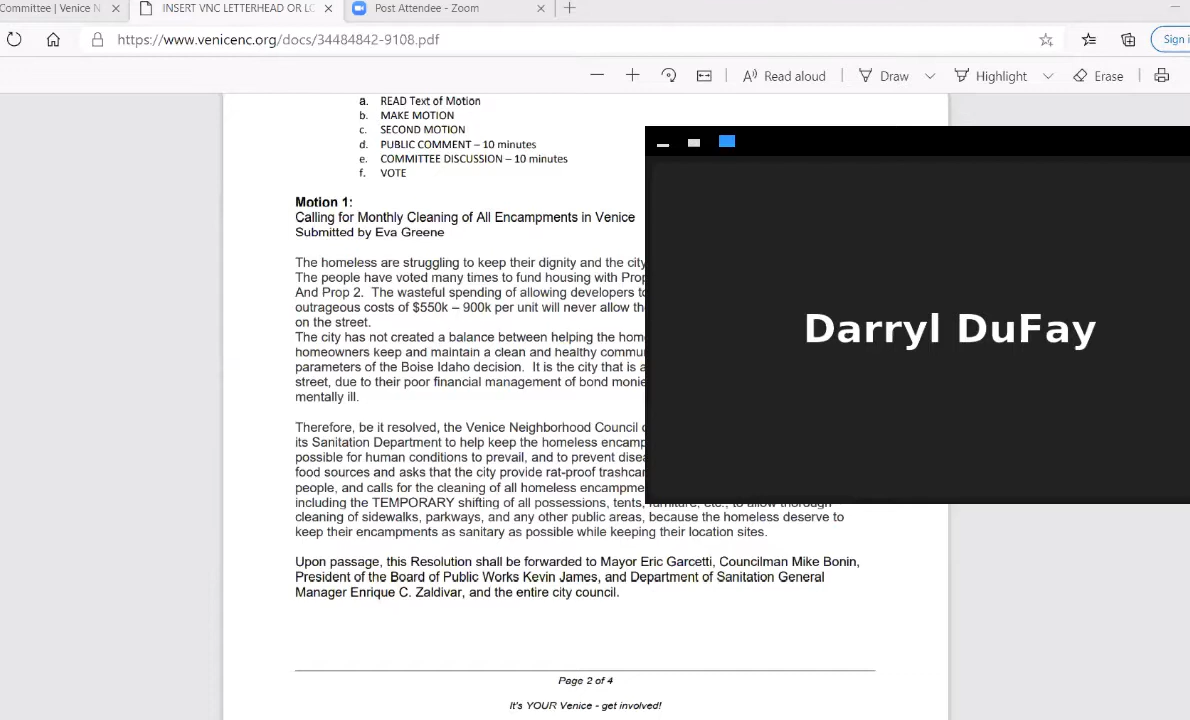 Committee | Venice N
INSERT VNC LETTERHEAD OR LO
Post Attendee - Zoom
https://www.venicenc.org/docs/34484842-9108.pdf
Sign i
Read aloud
Draw
Highlight
Erase
a. READ Text of Motion
b. MAKE MOTION
c. SECOND MOTION
d. PUBLIC COMMENT – 10 minutes
e. COMMITTEE DISCUSSION – 10 minutes
f. VOTE
Motion 1:
Calling for Monthly Cleaning of All Encampments in Venice
Submitted by Eva Greene
The homeless are struggling to keep their dignity and the city
The people have voted many times to fund housing with Prop
And Prop 2. The wasteful spending of allowing developers to
outrageous costs of $550k – 900k per unit will never allow
on the street.
The city has not created a balance between helping the
homeowners keep and maintain a clean and healthy
parameters of the Boise Idaho decision. It is the city that is
street, due to their poor financial management of bond
mentally ill.
Therefore, be it resolved, the Venice Neighborhood Council
its Sanitation Department to help keep the homeless
possible for human conditions to prevail, and to prevent
food sources and asks that the city provide rat-proof
people, and calls for the cleaning of all homeless
including the TEMPORARY shifting of all possessions, tents, furniture, etc., to allow thorough
cleaning of sidewalks, parkways, and any other public areas, because the homeless deserve to
keep their encampments as sanitary as possible while keeping their location sites.
Upon passage, this Resolution shall be forwarded to Mayor Eric Garcetti, Councilman Mike Bonin,
President of the Board of Public Works Kevin James, and Department of Sanitation General
Manager Enrique C. Zaldivar, and the entire city council.
Page 2 of 4
It's YOUR Venice - get involved!
Darryl DuFay